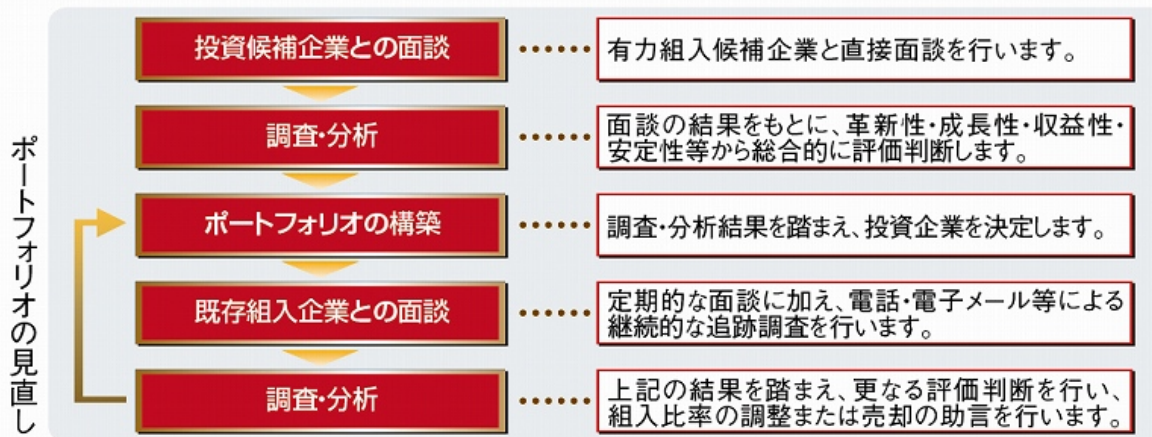 投資候補企業との面談
有力組入候補企業と直接面談を行います。
調査・分析
面談の結果をもとに、革新性・成長性・収益性・
安定性等から総合的に評価判断します。
ポートフォリオの構築
調査・分析結果を踏まえ、投資企業を決定します。
既存組入企業との面談
定期的な面談に加え、電話・電子メール等による
継続的な追跡調査を行います。
調査・分析
上記の結果を踏まえ、更なる評価判断を行い、
組入比率の調整または売却の助言を行います。
ポートフォリオの見直し